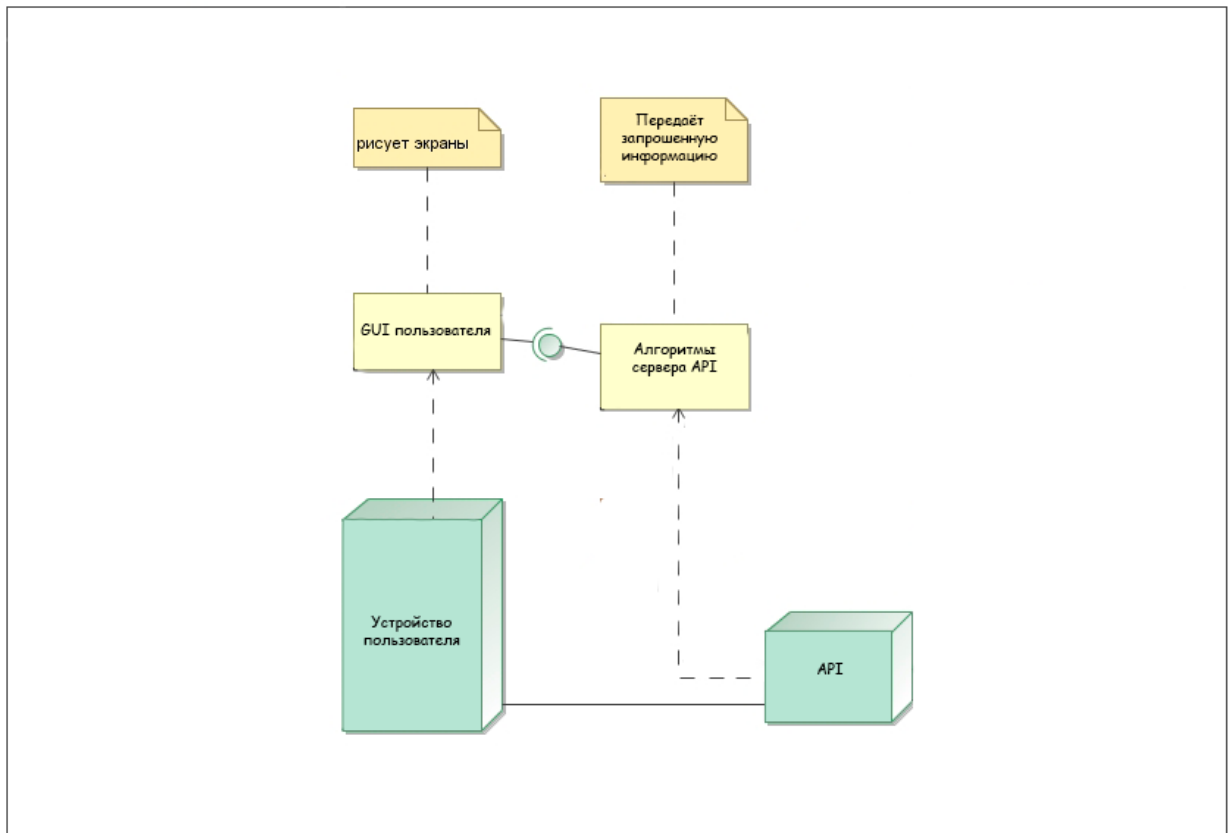 рисует экраны
Передаёт
запрошенную
информацию
GUI пользователя
Алгоритмы
сервера API
Устройство
пользователя
API